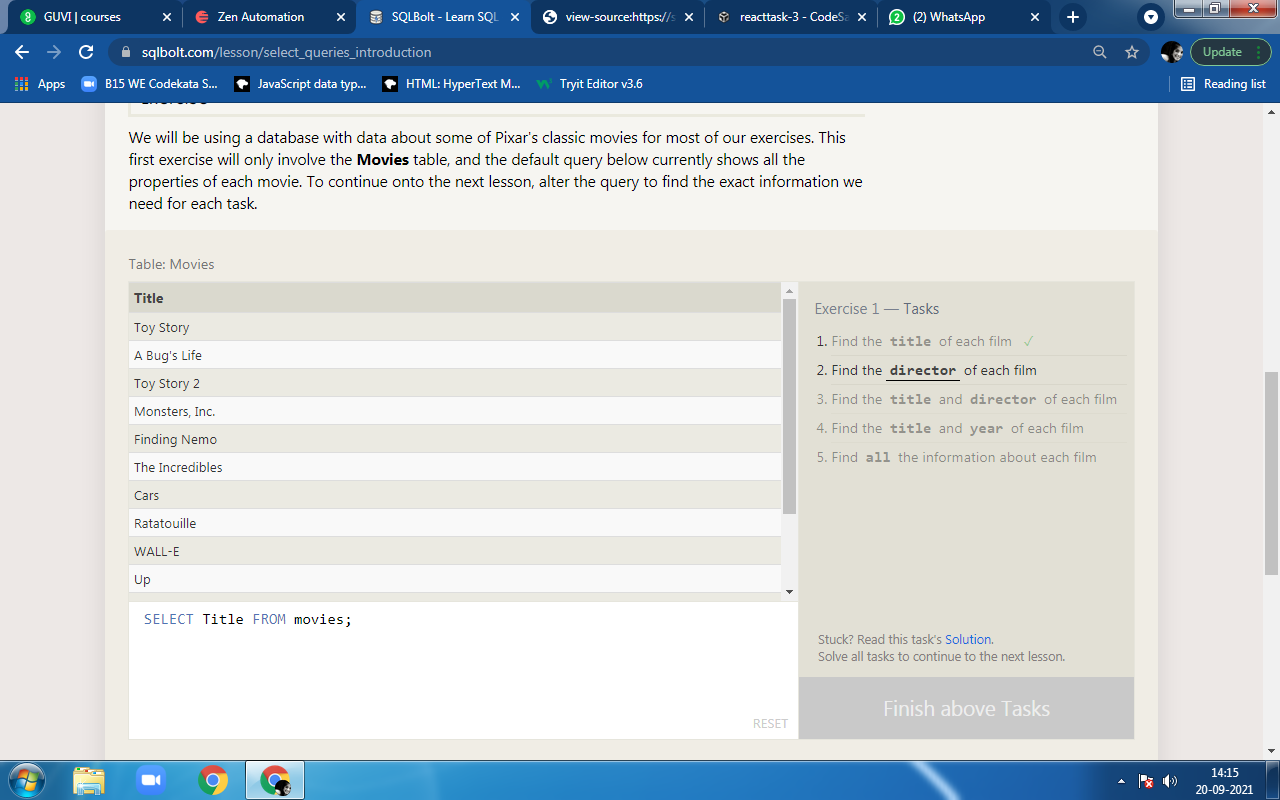 GUVI | courses
Zen Automation
SQLBolt - Learn SQL
view-source:https://s
reacttask-3 - CodeSa
(2) WhatsApp
sqlbolt.com/lesson/select_queries_introduction
Update
Apps
B15 WE Codekata S...
JavaScript data typ...
HTML: HyperText M...
Tryit Editor v3.6
Reading list
We will be using a database with data about some of Pixar's classic movies for most of our exercises. This
first exercise will only involve the Movies table, and the default query below currently shows all the
properties of each movie. To continue onto the next lesson, alter the query to find the exact information we
need for each task.
Table: Movies
Title
Toy Story
A Bug's Life
Toy Story 2
Monsters, Inc.
Finding Nemo
The Incredibles
Cars
Ratatouille
WALL-E
Up
SELECT Title FROM movies;
RESET
Exercise 1 — Tasks
1. Find the title of each film ✓
2. Find the director of each film
3. Find the title and director of each film
4. Find the title and year of each film
5. Find all the information about each film
Stuck? Read this task's Solution.
Solve all tasks to continue to the next lesson.
Finish above Tasks
14:15
20-09-2021